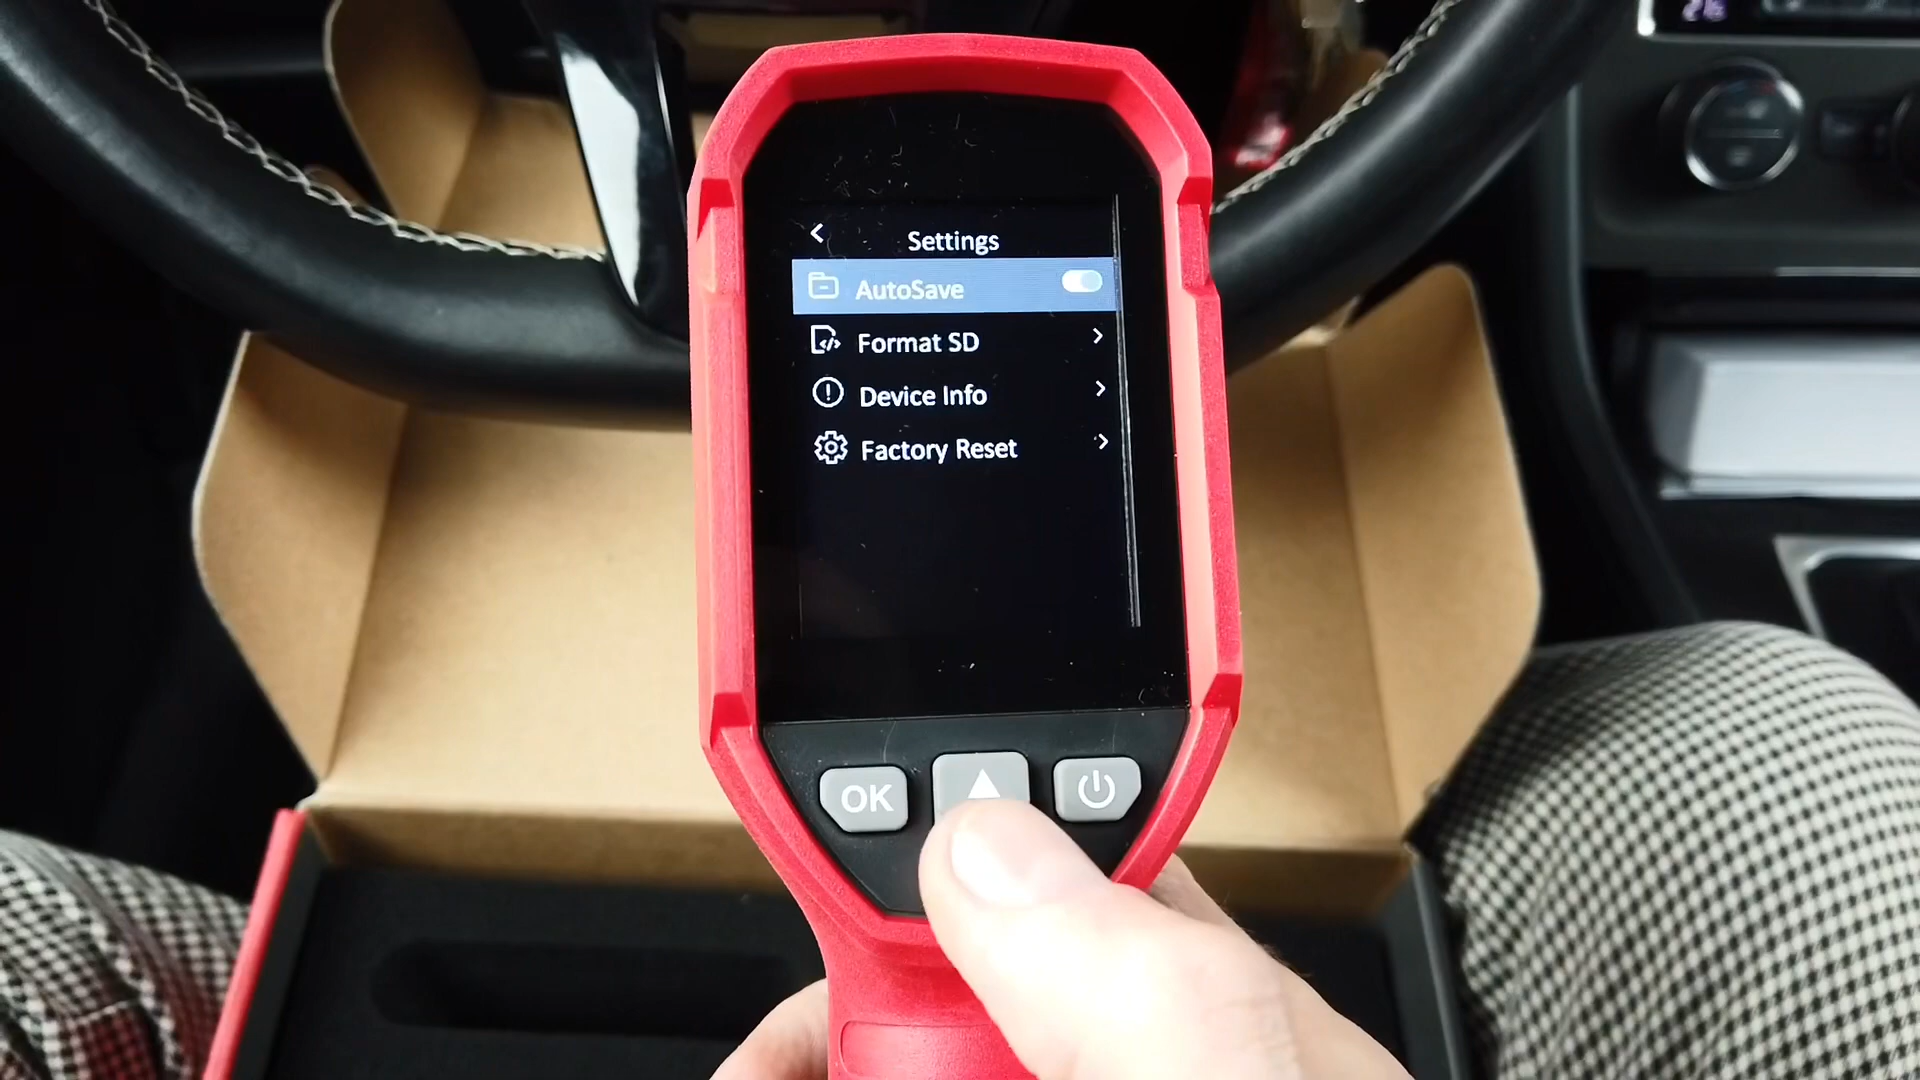 Settings
AutoSave
Format SD
Device Info
Factory Reset
OK